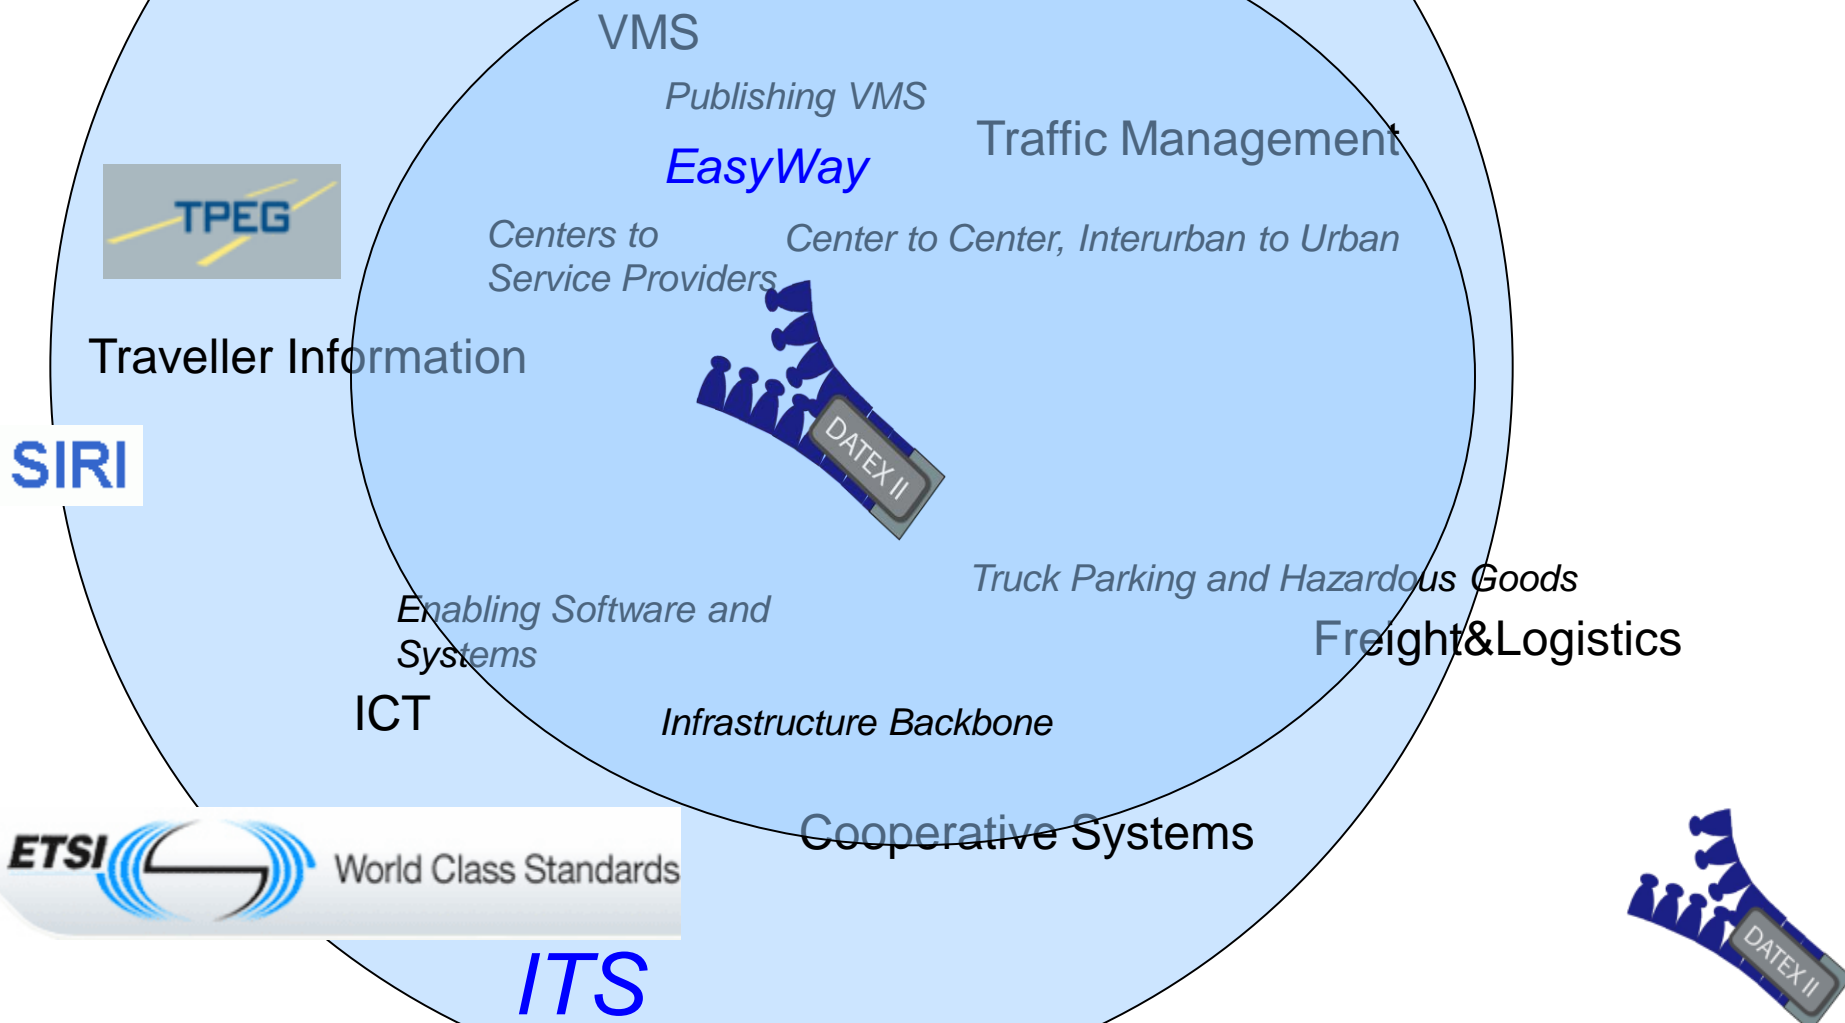 VMS
Publishing VMS
Traffic Management
EasyWay
TPEG
Centers to
Service Providers
Center to Center, Interurban to Urban
Traveller Information
DATEX II
SIRI
Truck Parking and Hazardous Goods
Enabling Software and
Systems
Freight&Logistics
ICT
Infrastructure Backbone
Cooperative Systems
ETSI
World Class Standards
DATEX II
ITS